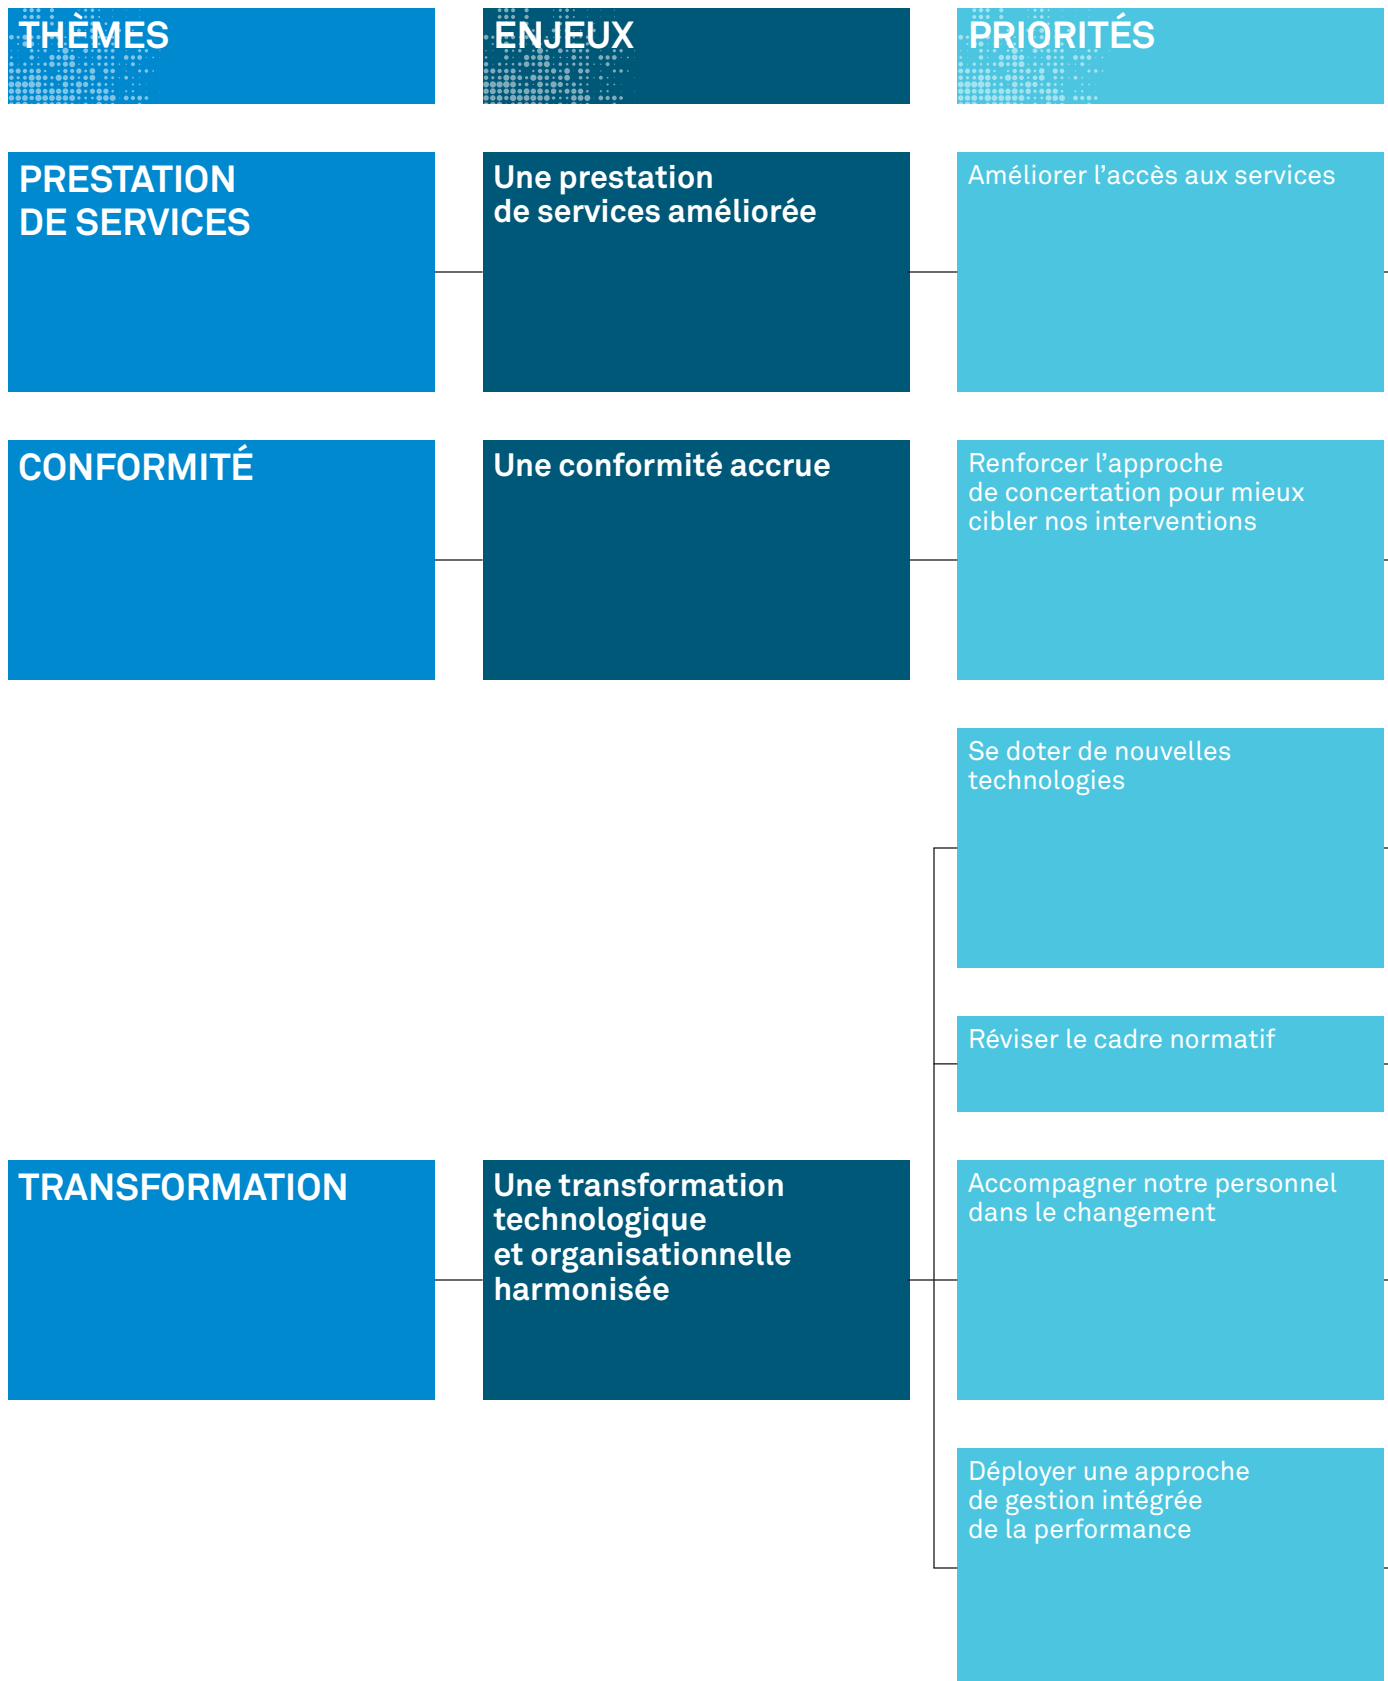 THÈMES
ENJEUX
PRIORITÉS
PRESTATION
DE SERVICES
Une prestation
de services améliorée
Améliorer l’accès aux services
CONFORMITÉ
Une conformité accrue
Renforcer l’approche
de concertation pour mieux
cibler nos interventions
Se doter de nouvelles
technologies
Réviser le cadre normatif
TRANSFORMATION
Une transformation
technologique
et organisationnelle
harmonisée
Accompagner notre personnel
dans le changement
Déployer une approche
de gestion intégrée
de la performance